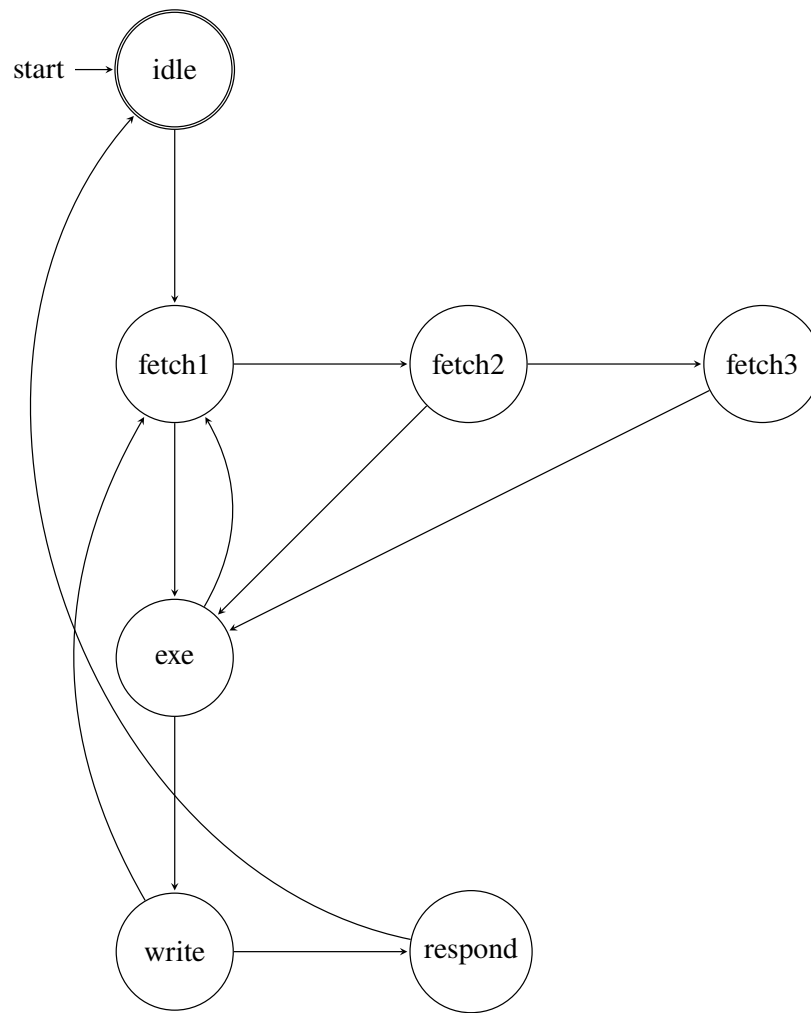 start
idle
fetch1
fetch2
fetch3
exe
write
respond